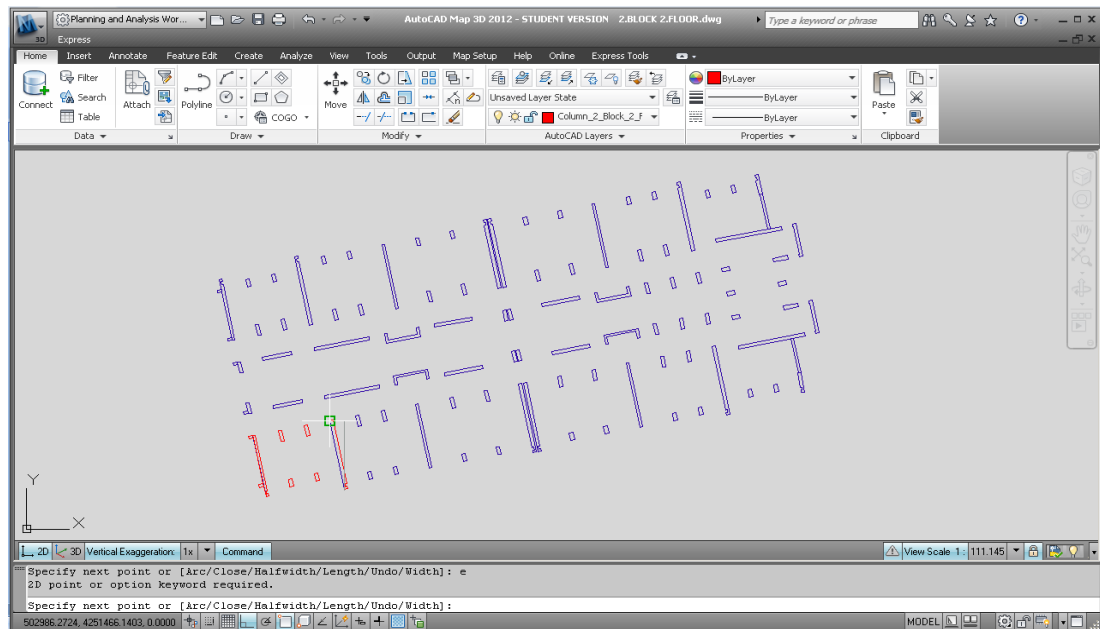 3D
Planning and Analysis Wor...
AutoCAD Map 3D 2012 - STUDENT VERSION 2.BLOCK 2.FLOOR.dwg
Type a keyword or phrase
Express
Home Insert Annotate Feature Edit Create Analyze View Tools Output Map Setup Help Online Express Tools
Connect
Filter
Search
Table
Attach
Polyline
COGO
Move
Unsaved Layer State
Column_2_Block_2_F
ByLayer
ByLayer
ByLayer
Paste
Data Draw Modify AutoCAD Layers Properties Clipboard
Y
X
2D 3D Vertical Exaggeration: 1x Command View Scale 1 : 111.145
Specify next point or [Arc/Close/Halfwidth/Length/Undo/Width]: e
2D point or option keyword required.
Specify next point or [Arc/Close/Halfwidth/Length/Undo/Width]:
502986.2724, 4251466.1403, 0.0000 MODEL